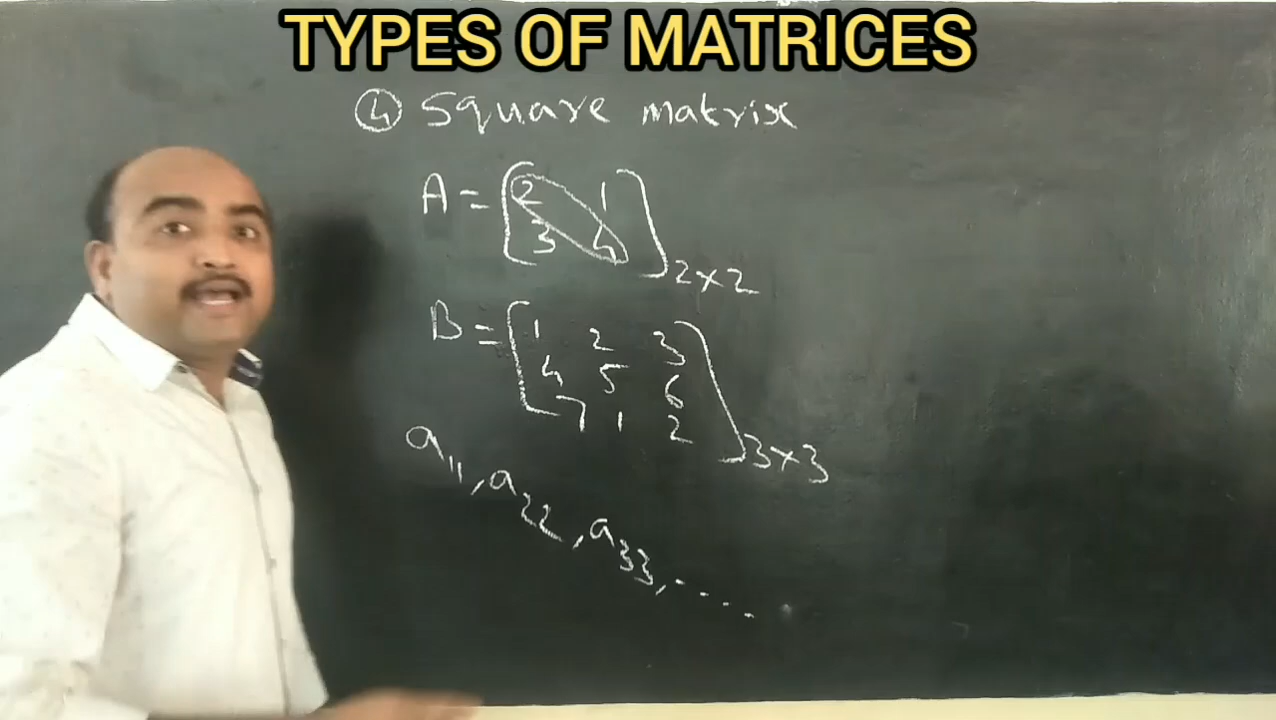 TYPES OF MATRICES
④ Square matrix
A = [2 1
3 4] 2×2
B = [1 2 3
4 5 6
7 1 2] 3×3
a₁₁, a₂₂, a₃₃, .....